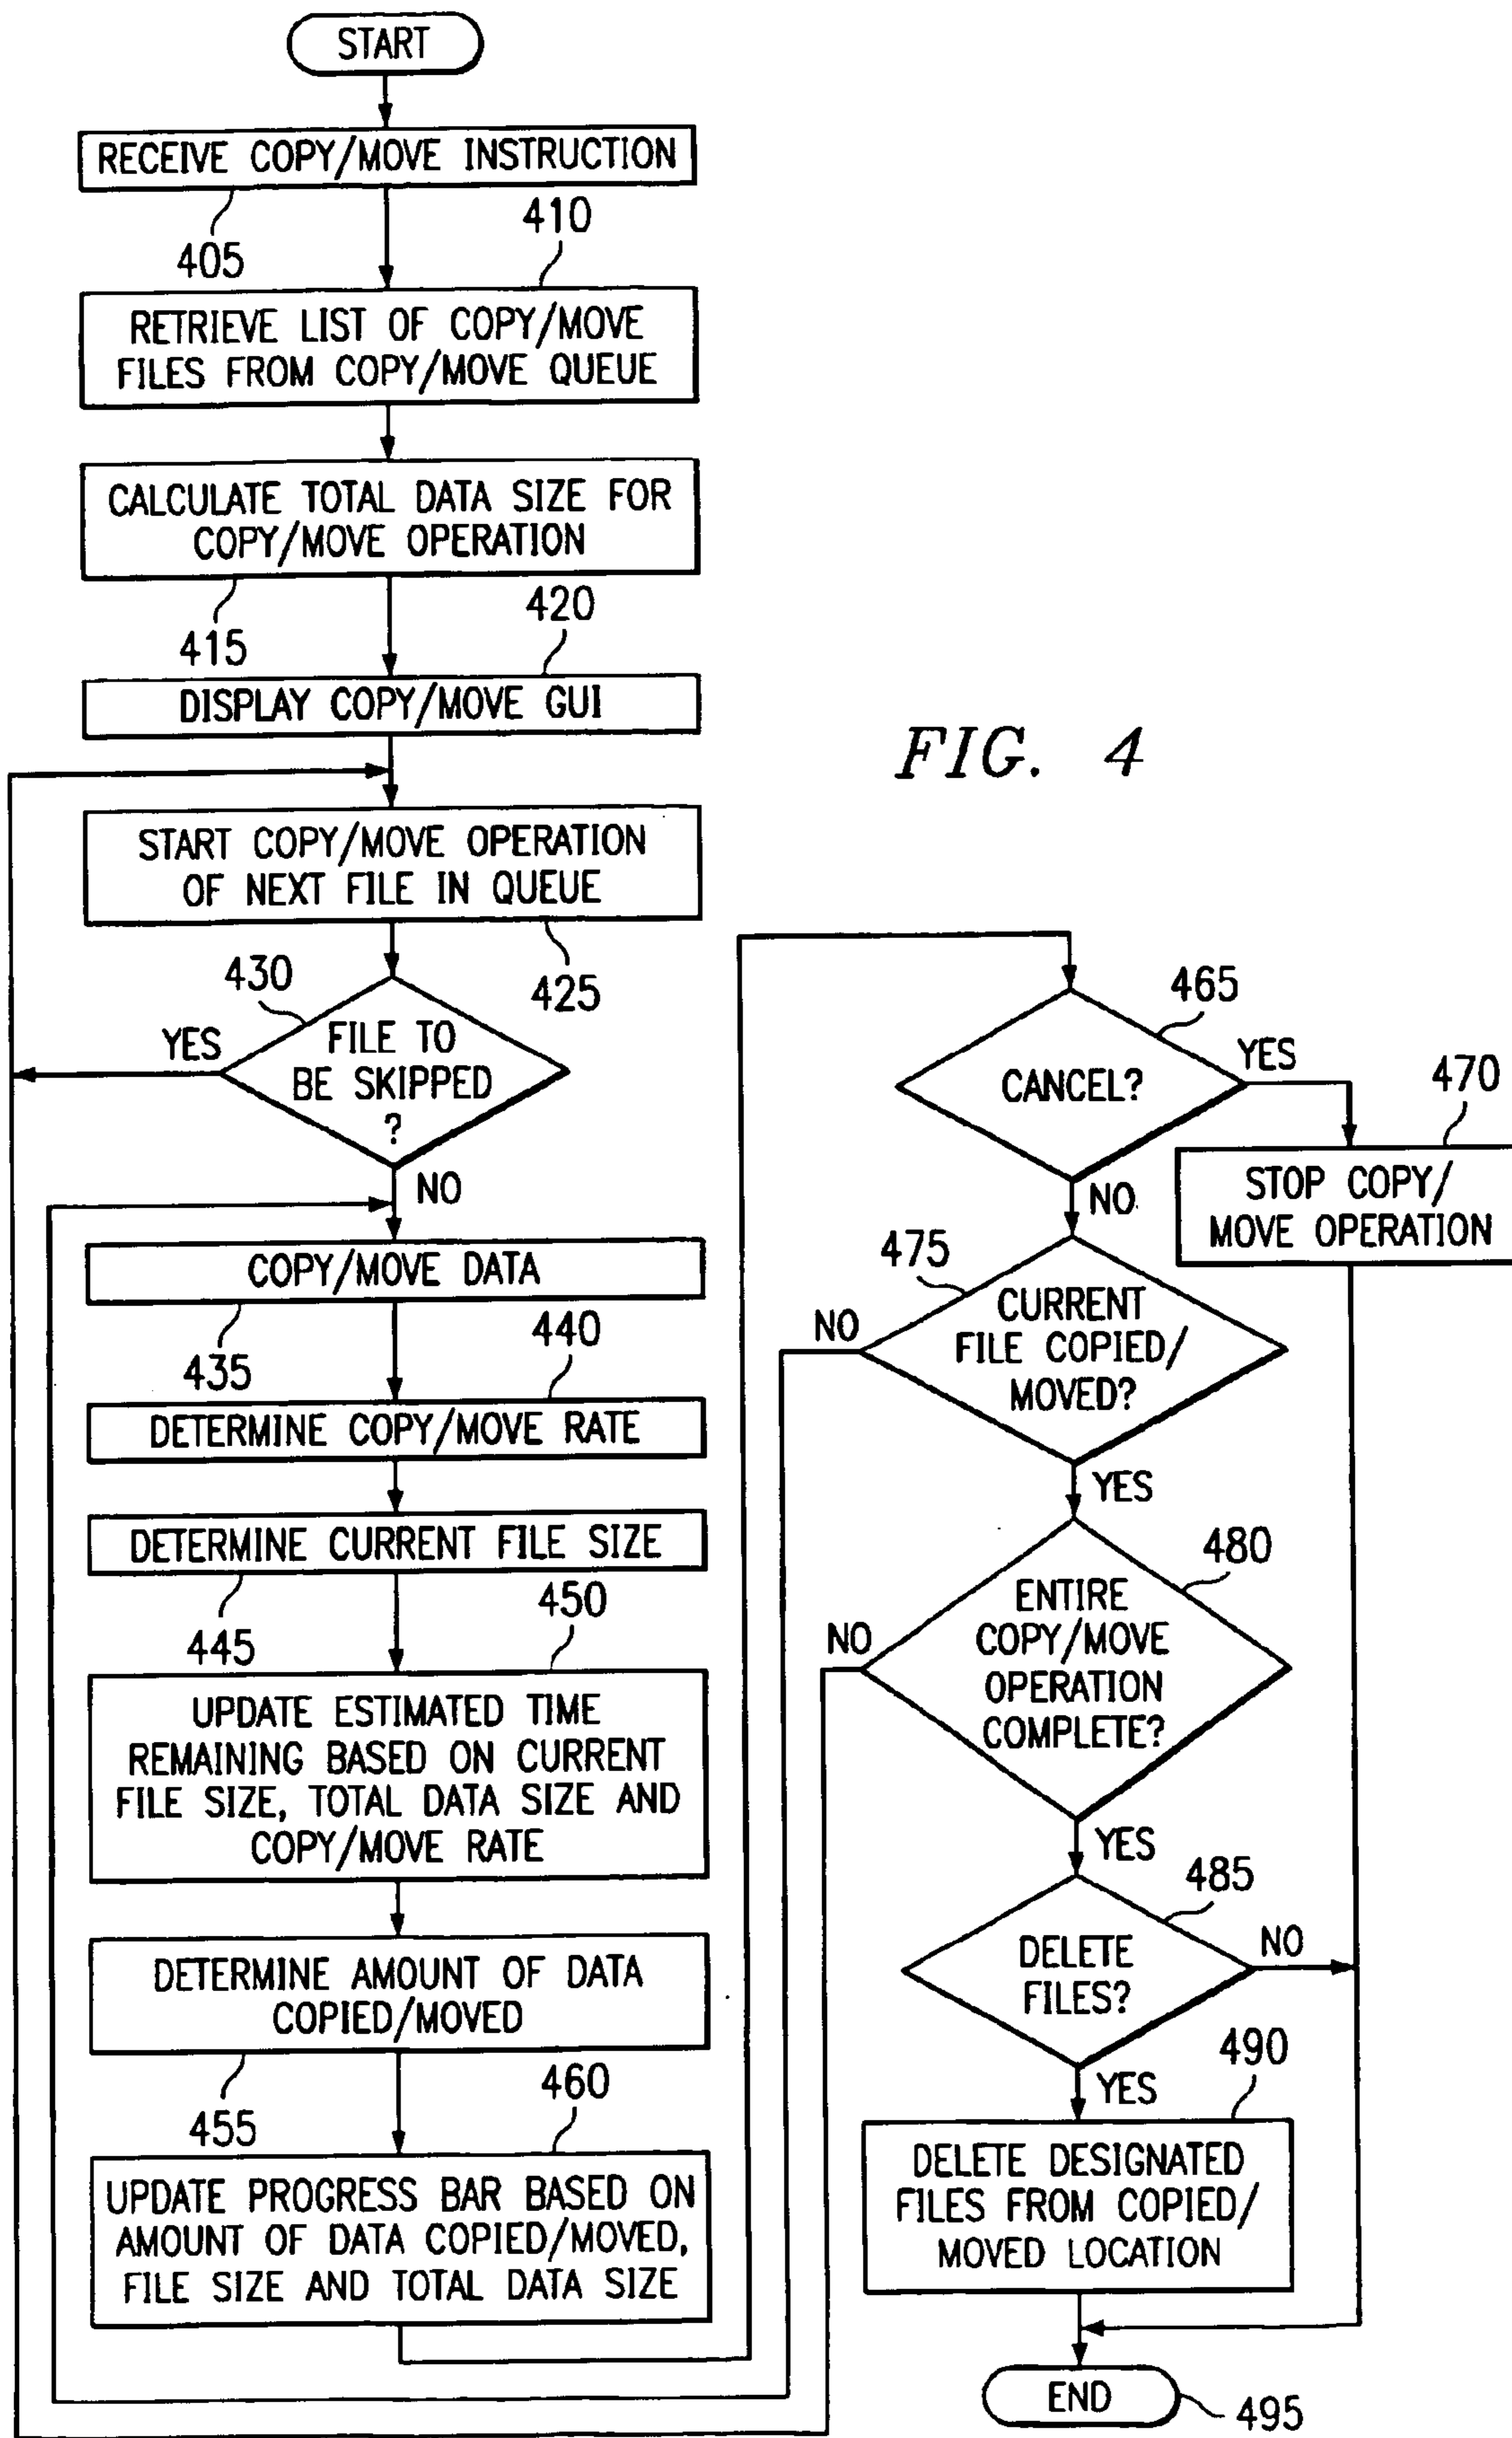 START
RECEIVE COPY/MOVE INSTRUCTION
405
410
RETRIEVE LIST OF COPY/MOVE
FILES FROM COPY/MOVE QUEUE
CALCULATE TOTAL DATA SIZE FOR
COPY/MOVE OPERATION
415
420
DISPLAY COPY/MOVE GUI
FIG. 4
START COPY/MOVE OPERATION
OF NEXT FILE IN QUEUE
425
430
YES
FILE TO
BE SKIPPED
?
NO
COPY/MOVE DATA
435
440
DETERMINE COPY/MOVE RATE
DETERMINE CURRENT FILE SIZE
445
450
UPDATE ESTIMATED TIME
REMAINING BASED ON CURRENT
FILE SIZE, TOTAL DATA SIZE AND
COPY/MOVE RATE
DETERMINE AMOUNT OF DATA
COPIED/MOVED
455
460
UPDATE PROGRESS BAR BASED ON
AMOUNT OF DATA COPIED/MOVED,
FILE SIZE AND TOTAL DATA SIZE
465
CANCEL?
YES
470
STOP COPY/
MOVE OPERATION
NO
475
CURRENT
FILE COPIED/
MOVED?
NO
YES
480
ENTIRE
COPY/MOVE
OPERATION
COMPLETE?
NO
YES
485
DELETE
FILES?
NO
YES
490
DELETE DESIGNATED
FILES FROM COPIED/
MOVED LOCATION
END
495